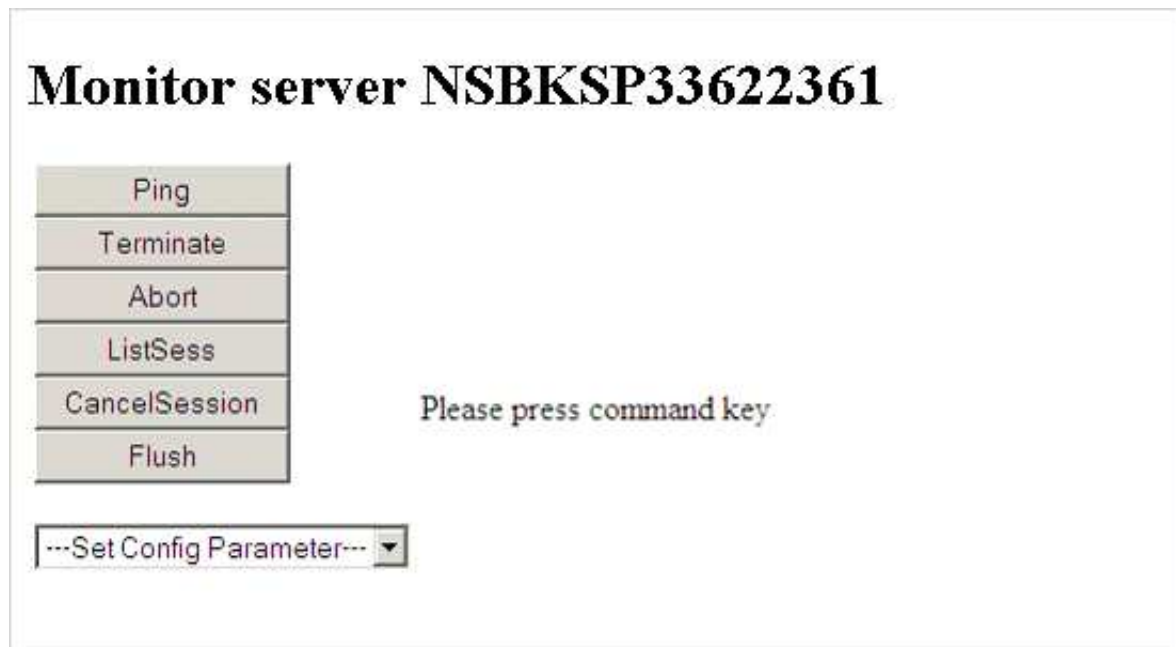 Monitor server NSBKSP33622361
Ping
Terminate
Abort
ListSess
CancelSession
Flush
Please press command key
---Set Config Parameter---